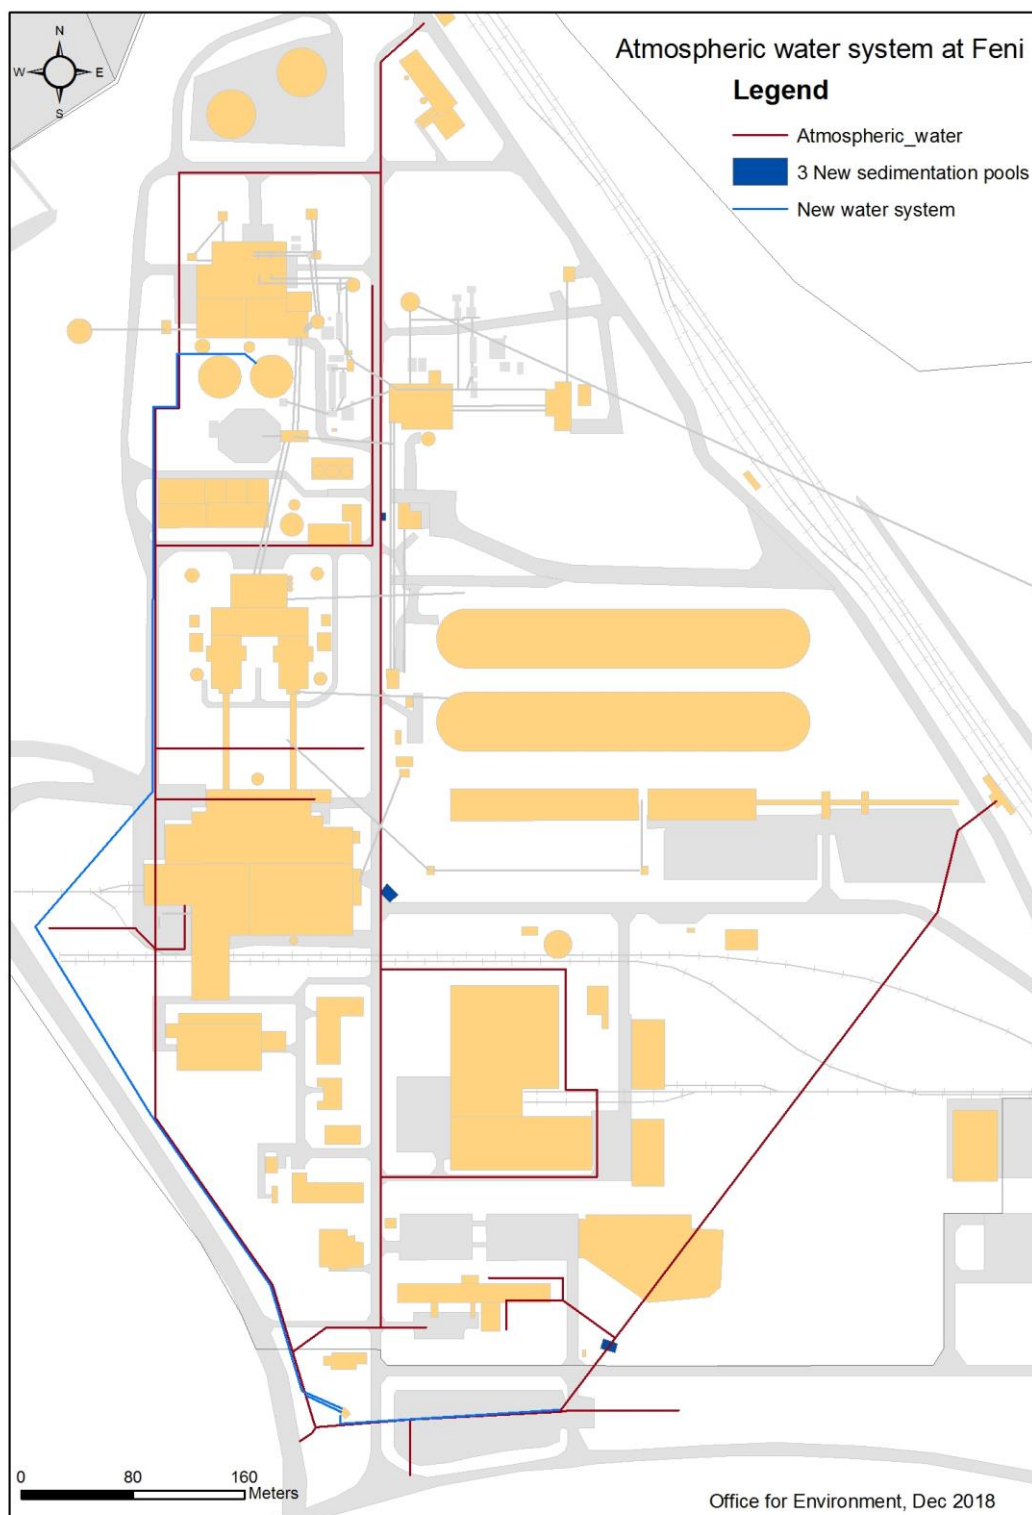 Atmospheric water system at Feni
Legend
Atmospheric_water
3 New sedimentation pools
New water system
N
W
E
S
0
80
160
Meters
Office for Environment, Dec 2018